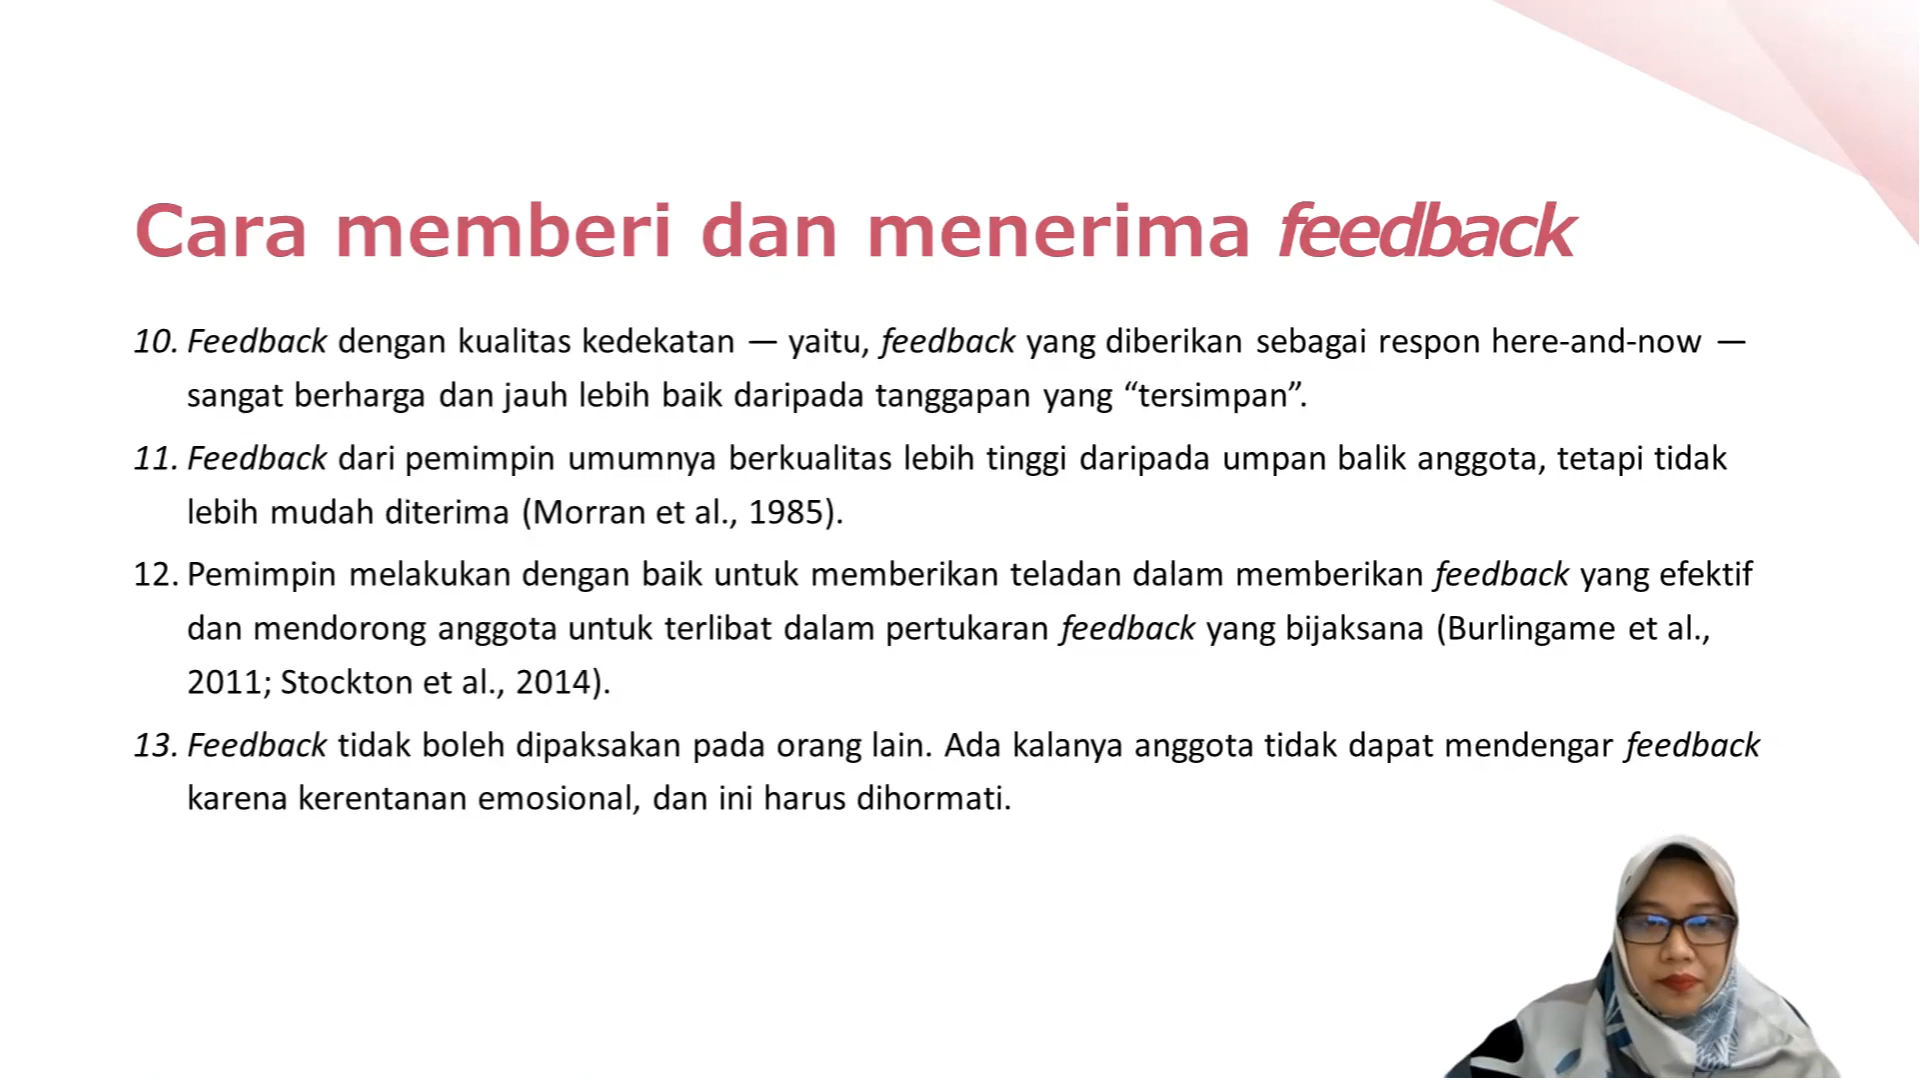 Cara memberi dan menerima feedback
10. Feedback dengan kualitas kedekatan — yaitu, feedback yang diberikan sebagai respon here-and-now —
sangat berharga dan jauh lebih baik daripada tanggapan yang “tersimpan”.
11. Feedback dari pemimpin umumnya berkualitas lebih tinggi daripada umpan balik anggota, tetapi tidak
lebih mudah diterima (Morran et al., 1985).
12. Pemimpin melakukan dengan baik untuk memberikan teladan dalam memberikan feedback yang efektif
dan mendorong anggota untuk terlibat dalam pertukaran feedback yang bijaksana (Burlingame et al.,
2011; Stockton et al., 2014).
13. Feedback tidak boleh dipaksakan pada orang lain. Ada kalanya anggota tidak dapat mendengar feedback
karena kerentanan emosional, dan ini harus dihormati.